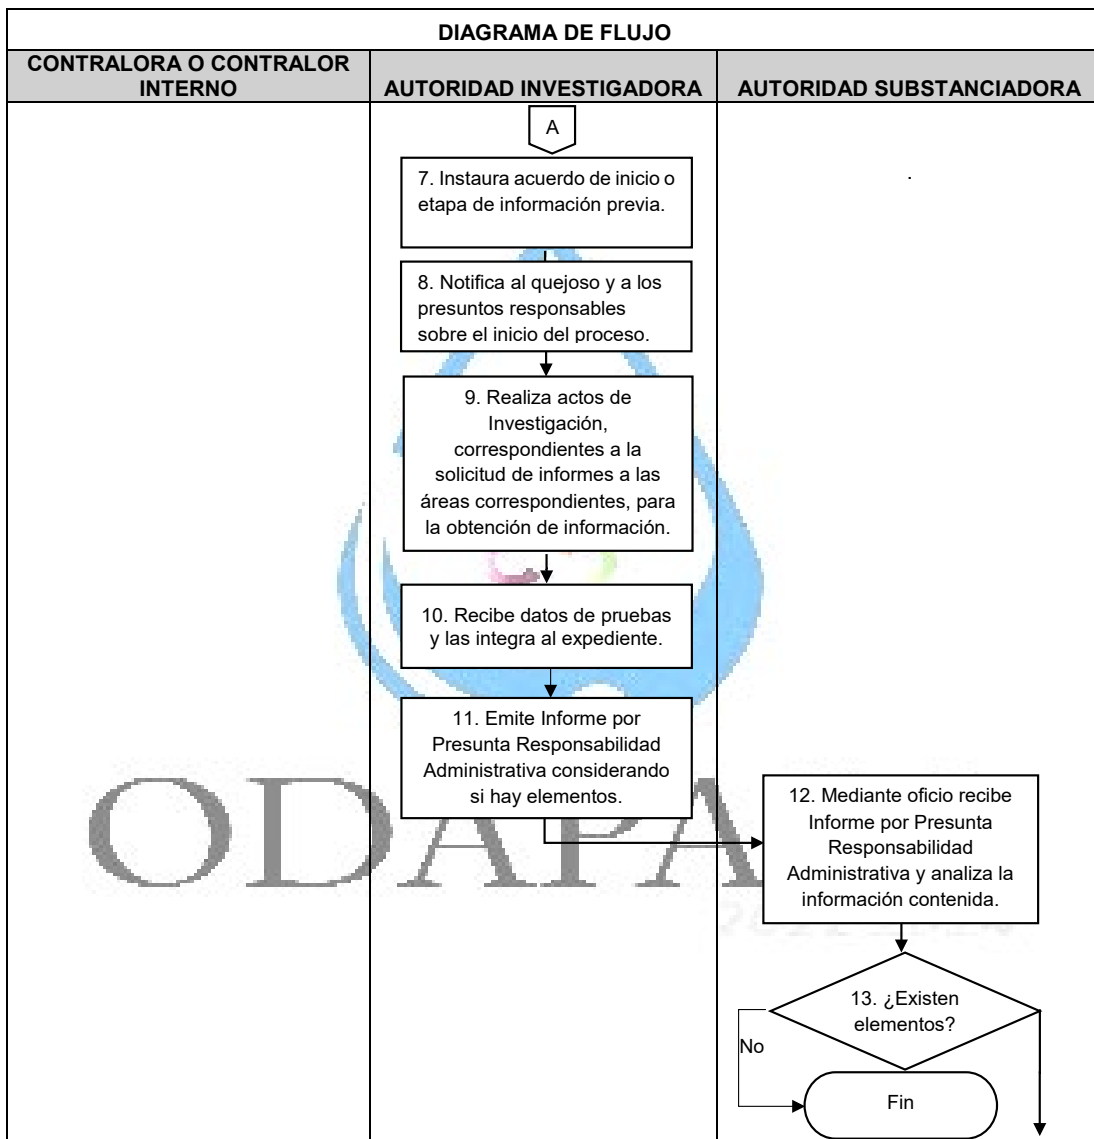 DIAGRAMA DE FLUJO
CONTRALORA O CONTRALOR
INTERNO
AUTORIDAD INVESTIGADORA
AUTORIDAD SUBSTANCIADORA
A
7. Instaura acuerdo de inicio o
etapa de información previa.
.
8. Notifica al quejoso y a los
presuntos responsables
sobre el inicio del proceso.
9. Realiza actos de
Investigación,
correspondientes a la
solicitud de informes a las
áreas correspondientes, para
la obtención de información.
10. Recibe datos de pruebas
y las integra al expediente.
11. Emite Informe por
Presunta Responsabilidad
Administrativa considerando
si hay elementos.
12. Mediante oficio recibe
Informe por Presunta
Responsabilidad
Administrativa y analiza la
información contenida.
ODAPA
13. ¿Existen
elementos?
No
Fin